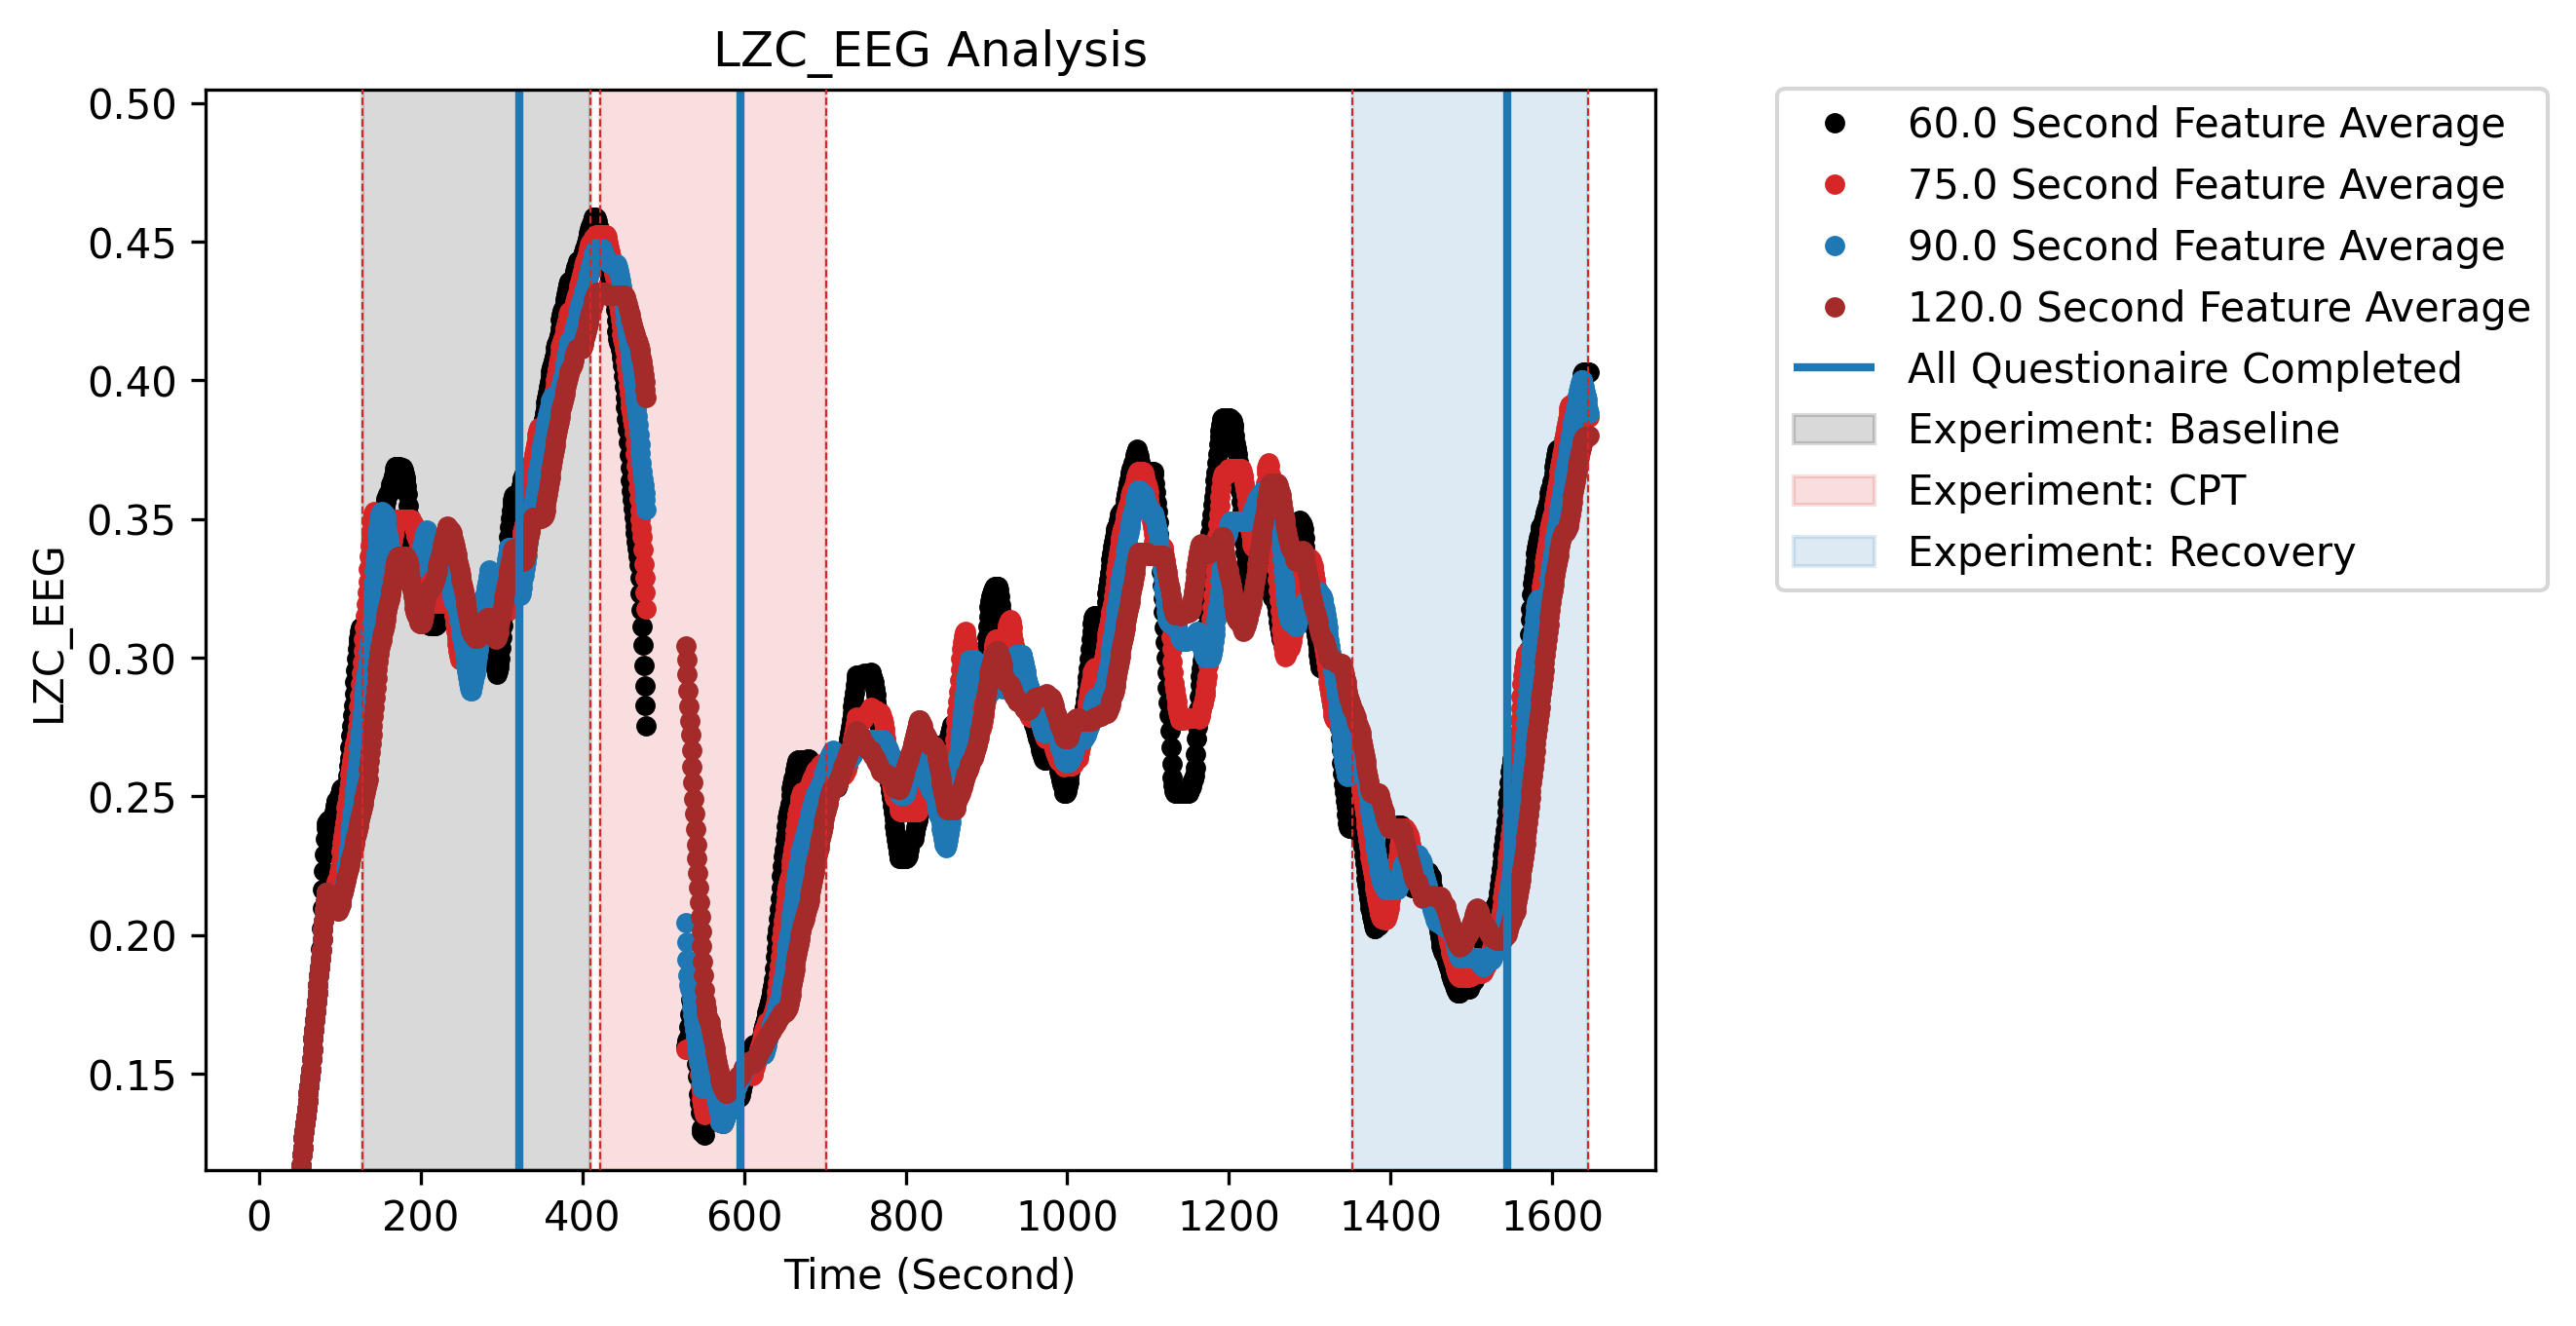 LZC_EEG Analysis
0.50
0.45
0.40
0.35
0.30
0.25
0.20
0.15
LZC_EEG
0
200
400
600
800
1000
1200
1400
1600
Time (Second)
60.0 Second Feature Average
75.0 Second Feature Average
90.0 Second Feature Average
120.0 Second Feature Average
All Questionaire Completed
Experiment: Baseline
Experiment: CPT
Experiment: Recovery